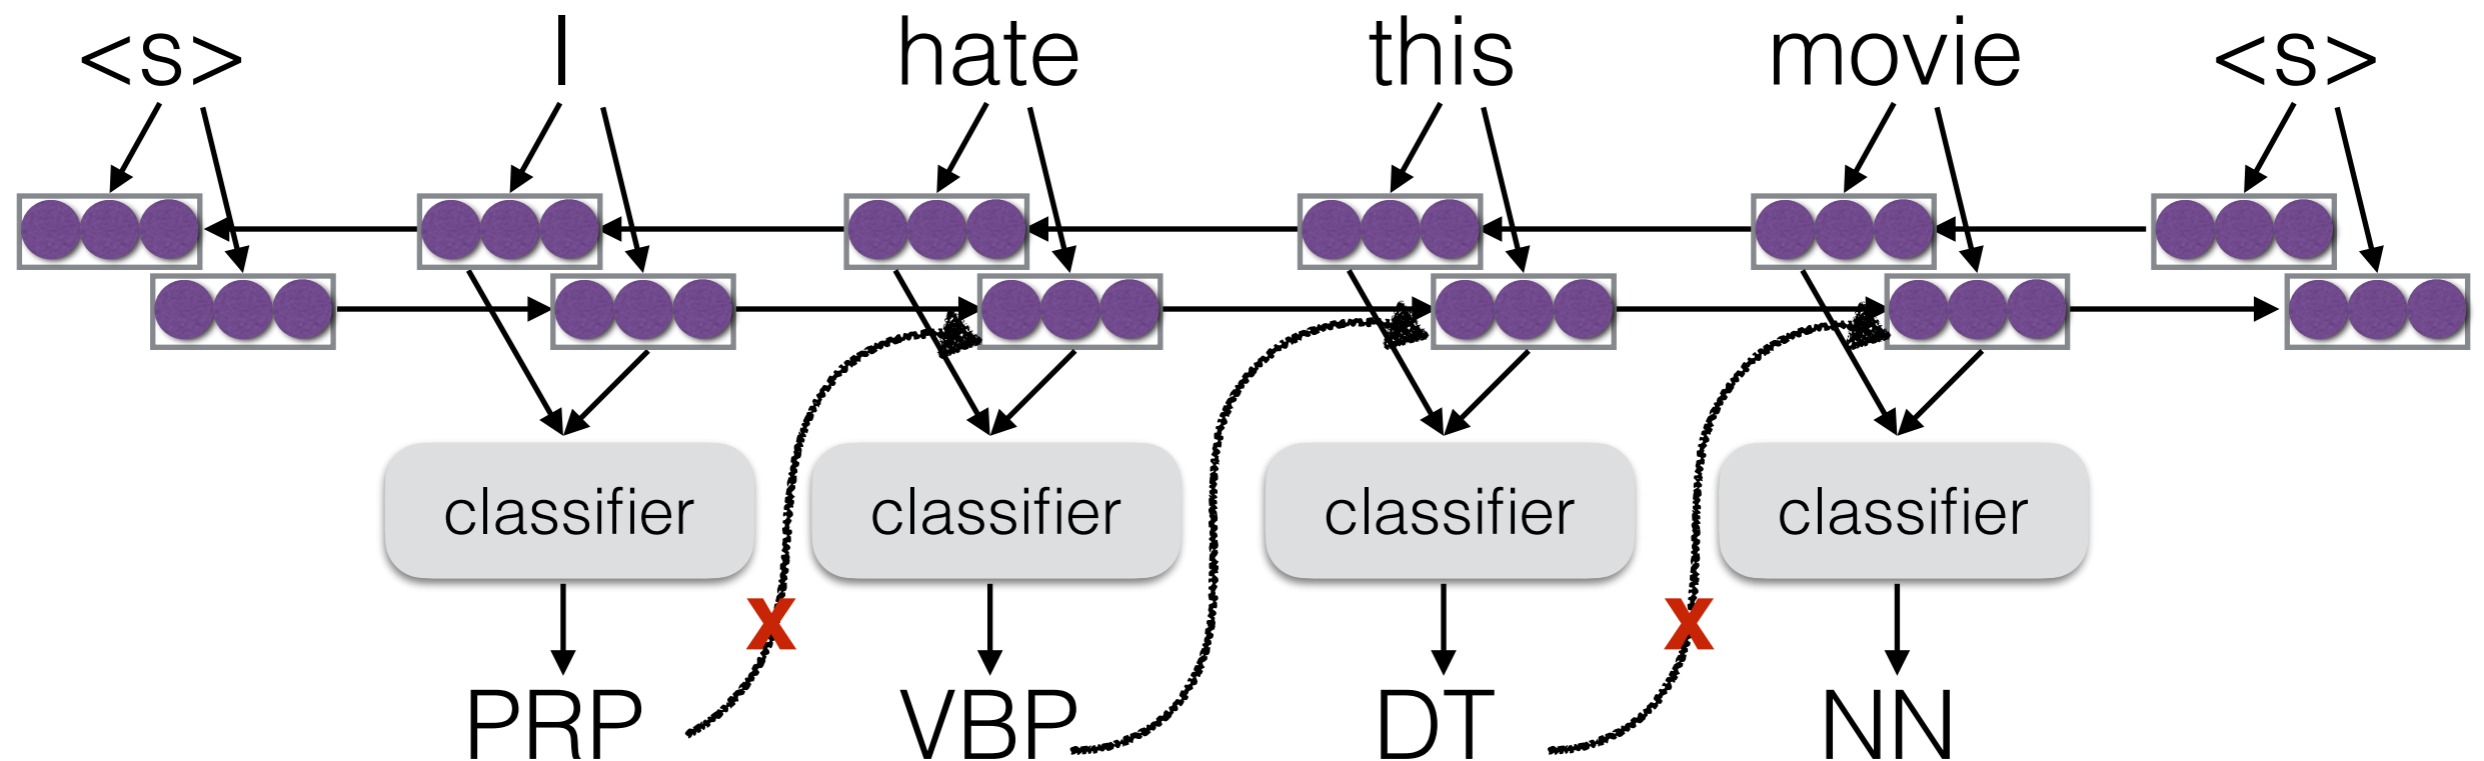 <s> I hate this movie <s>
classifier classifier classifier classifier
x x
PRP VBP DT NN